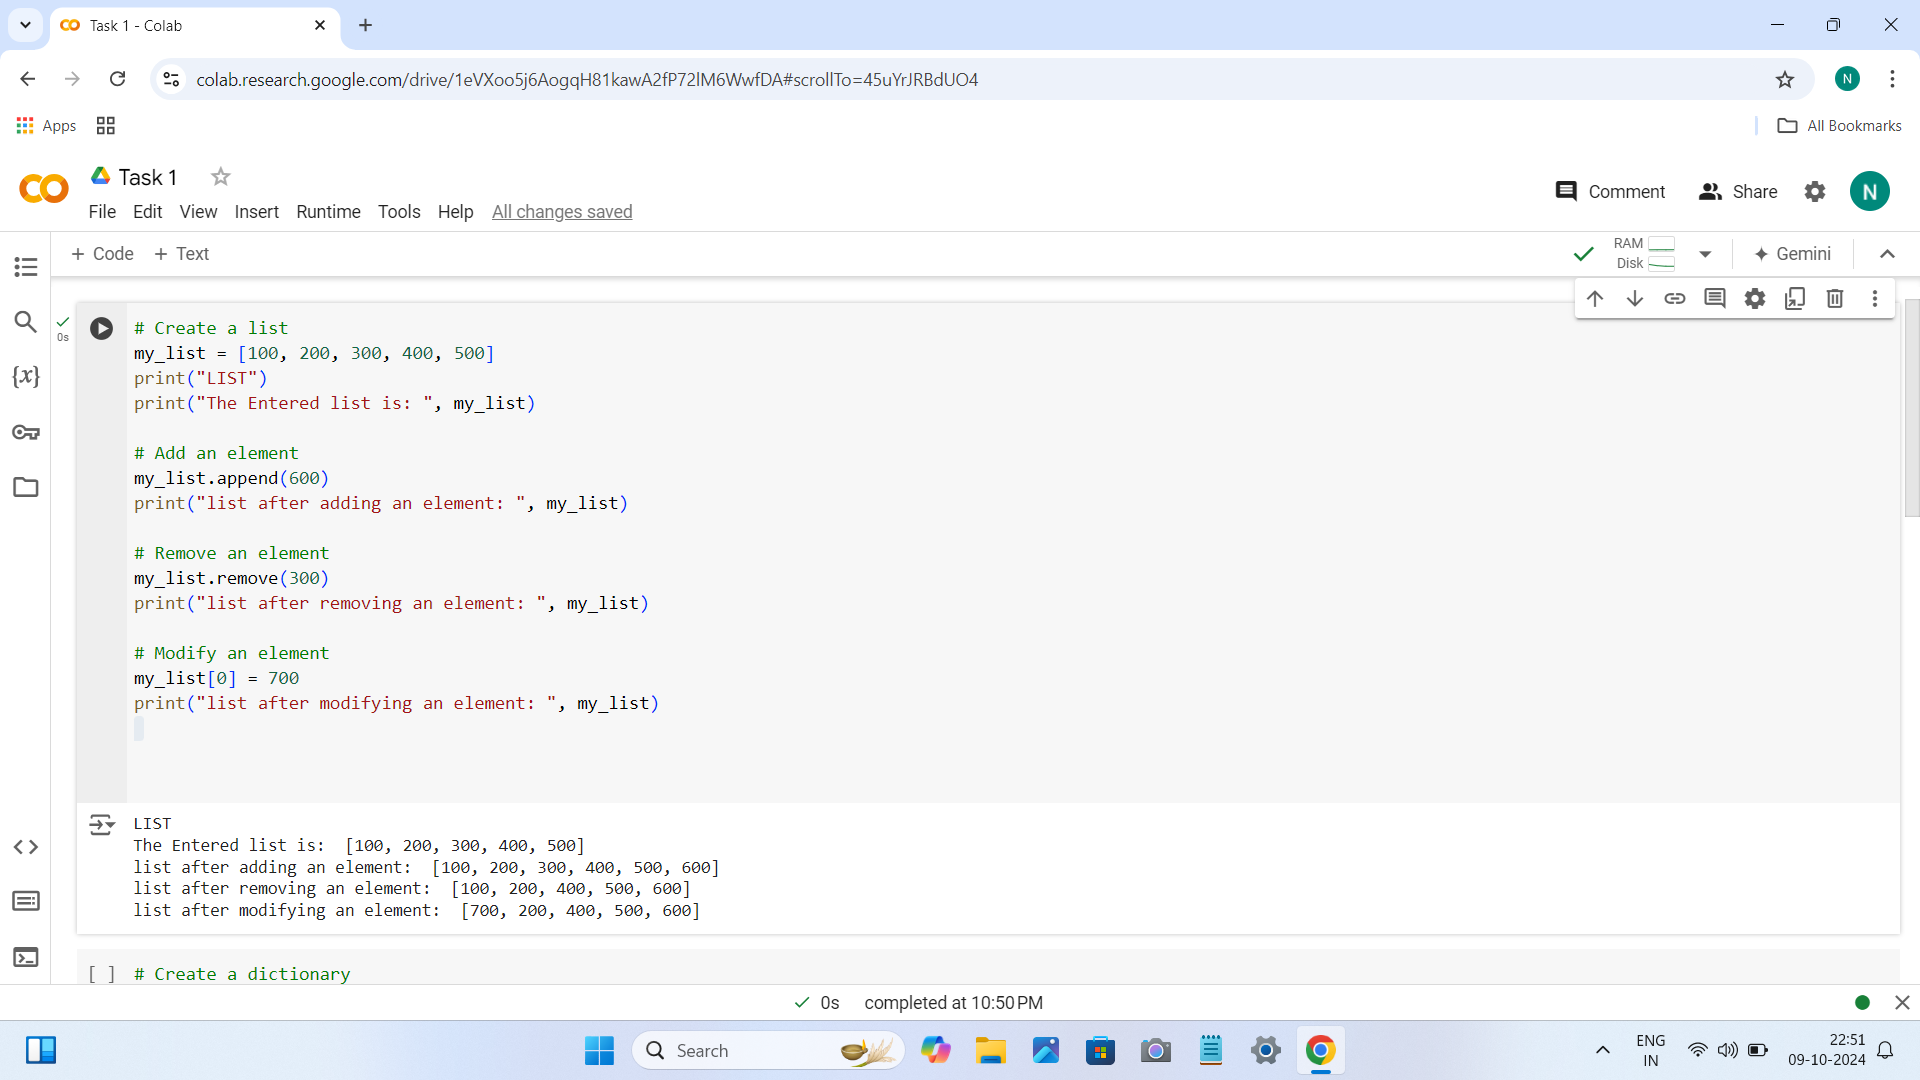 Task 1 - Colab
colab.research.google.com/drive/1eVXoo5j6AogqH81kawA2fP72lM6WwfDA#scrollTo=45uYrJRBdUO4
N
Apps
All Bookmarks
CO
Task 1
File Edit View Insert Runtime Tools Help All changes saved
Comment
Share
N
+ Code + Text
RAM
Disk
Gemini
0s
# Create a list
my_list = [100, 200, 300, 400, 500]
print("LIST")
print("The Entered list is: ", my_list)
# Add an element
my_list.append(600)
print("list after adding an element: ", my_list)
# Remove an element
my_list.remove(300)
print("list after removing an element: ", my_list)
# Modify an element
my_list[0] = 700
print("list after modifying an element: ", my_list)
LIST
The Entered list is:  [100, 200, 300, 400, 500]
list after adding an element:  [100, 200, 300, 400, 500, 600]
list after removing an element:  [100, 200, 400, 500, 600]
list after modifying an element:  [700, 200, 400, 500, 600]
[ ] # Create a dictionary
0s completed at 10:50 PM
Search
ENG
IN
22:51
09-10-2024